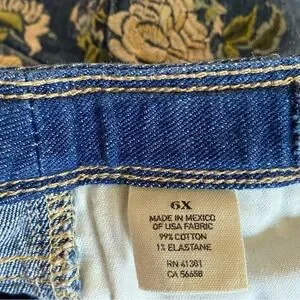 6X
MADE IN MEXICO
OF USA FABRIC
99% COTTON
1% ELASTANE
RN 41381
CA 56658